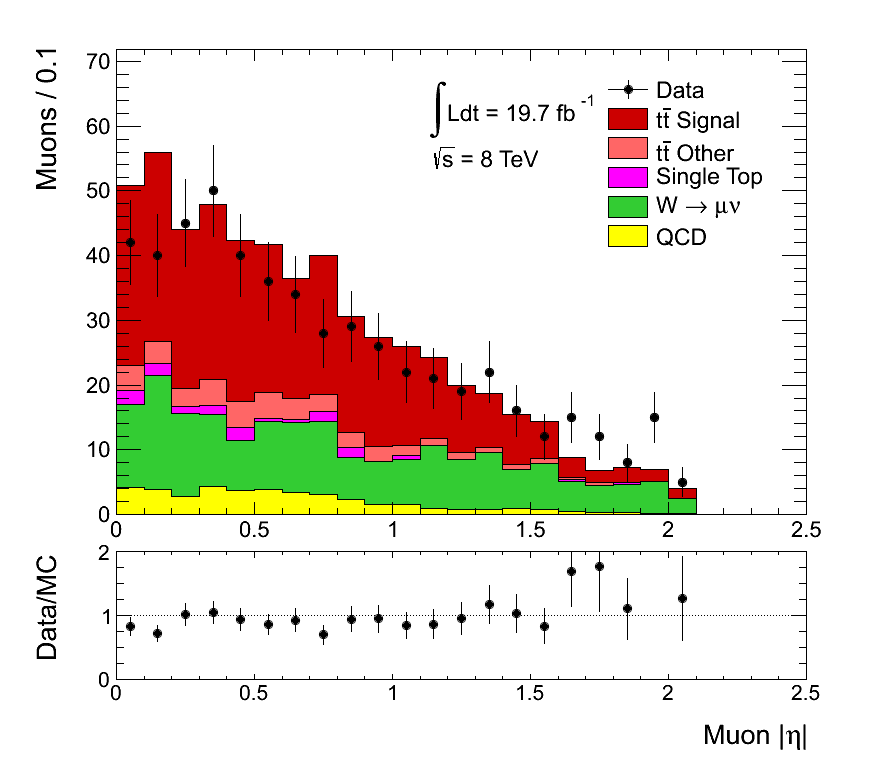 Muons / 0.1
70
60
50
40
30
20
10
0
∫Ldt = 19.7 fb⁻¹
√s = 8 TeV
Data
tt̄ Signal
tt̄ Other
Single Top
W → μν
QCD
0 0.5 1 1.5 2 2.5
Data/MC
2
1
0
0 0.5 1 1.5 2 2.5
Muon |η|